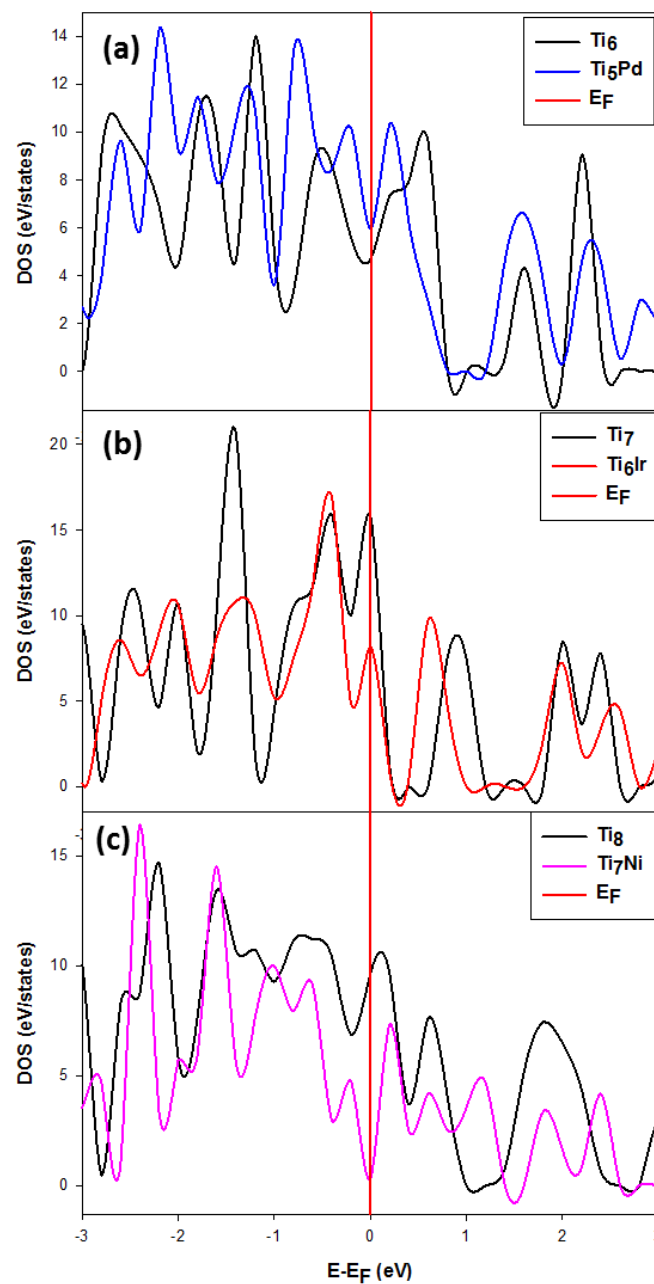 (a)
Ti6
Ti5Pd
EF
14
12
10
8
6
4
2
0
DOS (eV/states)
(b)
Ti7
Ti6Ir
EF
20
15
10
5
0
DOS (eV/states)
(c)
Ti8
Ti7Ni
EF
15
10
5
0
DOS (eV/states)
-3 -2 -1 0 1 2
E-EF (eV)